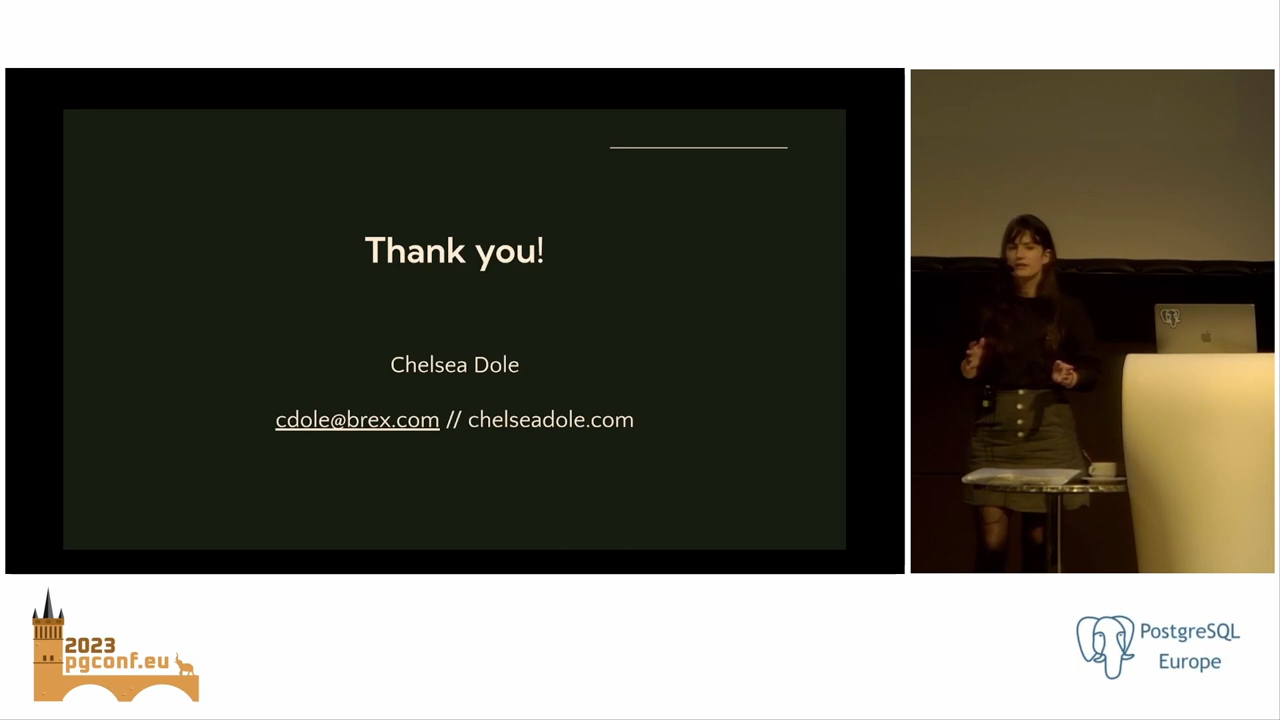 Thank you!
Chelsea Dole
cdole@brex.com // chelseadole.com
2023
pgconf.eu
PostgreSQL
Europe